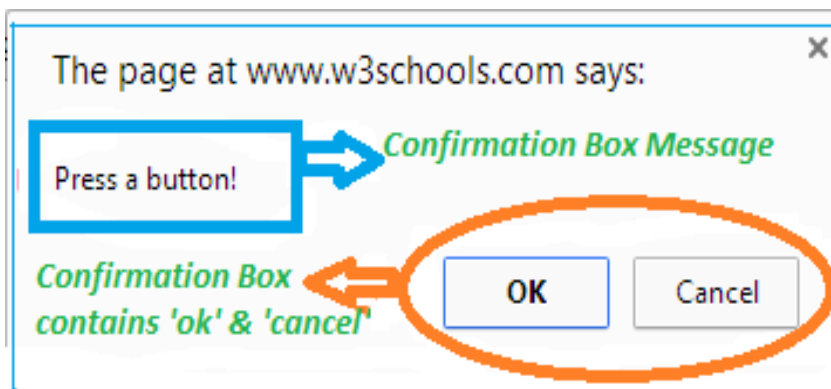 The page at www.w3schools.com says:
×
Confirmation Box Message
Press a button!
Confirmation Box
contains 'ok' & 'cancel'
OK
Cancel